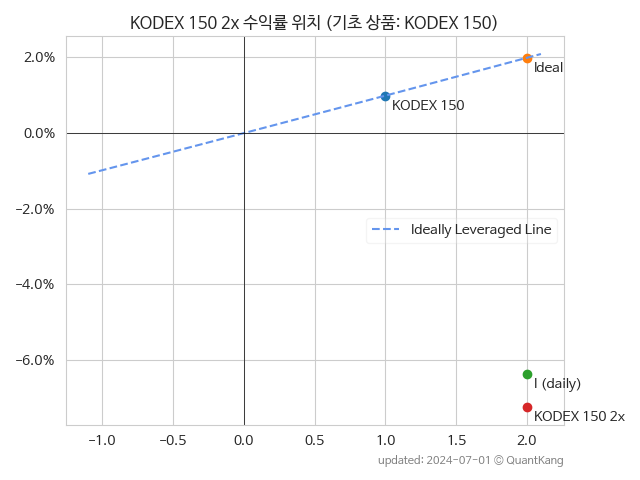 KODEX 150 2x 수익률 위치 (기초 상품: KODEX 150)
2.0%
Ideal
KODEX 150
0.0%
−2.0%
Ideally Leveraged Line
−4.0%
−6.0%
I (daily)
KODEX 150 2x
−1.0 −0.5 0.0 0.5 1.0 1.5 2.0
updated: 2024-07-01 © QuantKang